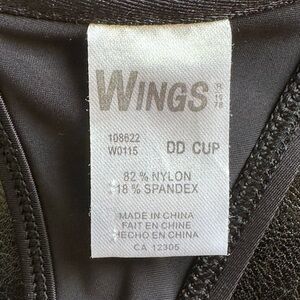 WINGS
108622
W0115 DD CUP
82 % NYLON
18 % SPANDEX
MADE IN CHINA
FAIT EN CHINE
HECHO EN CHINA
CA 12305